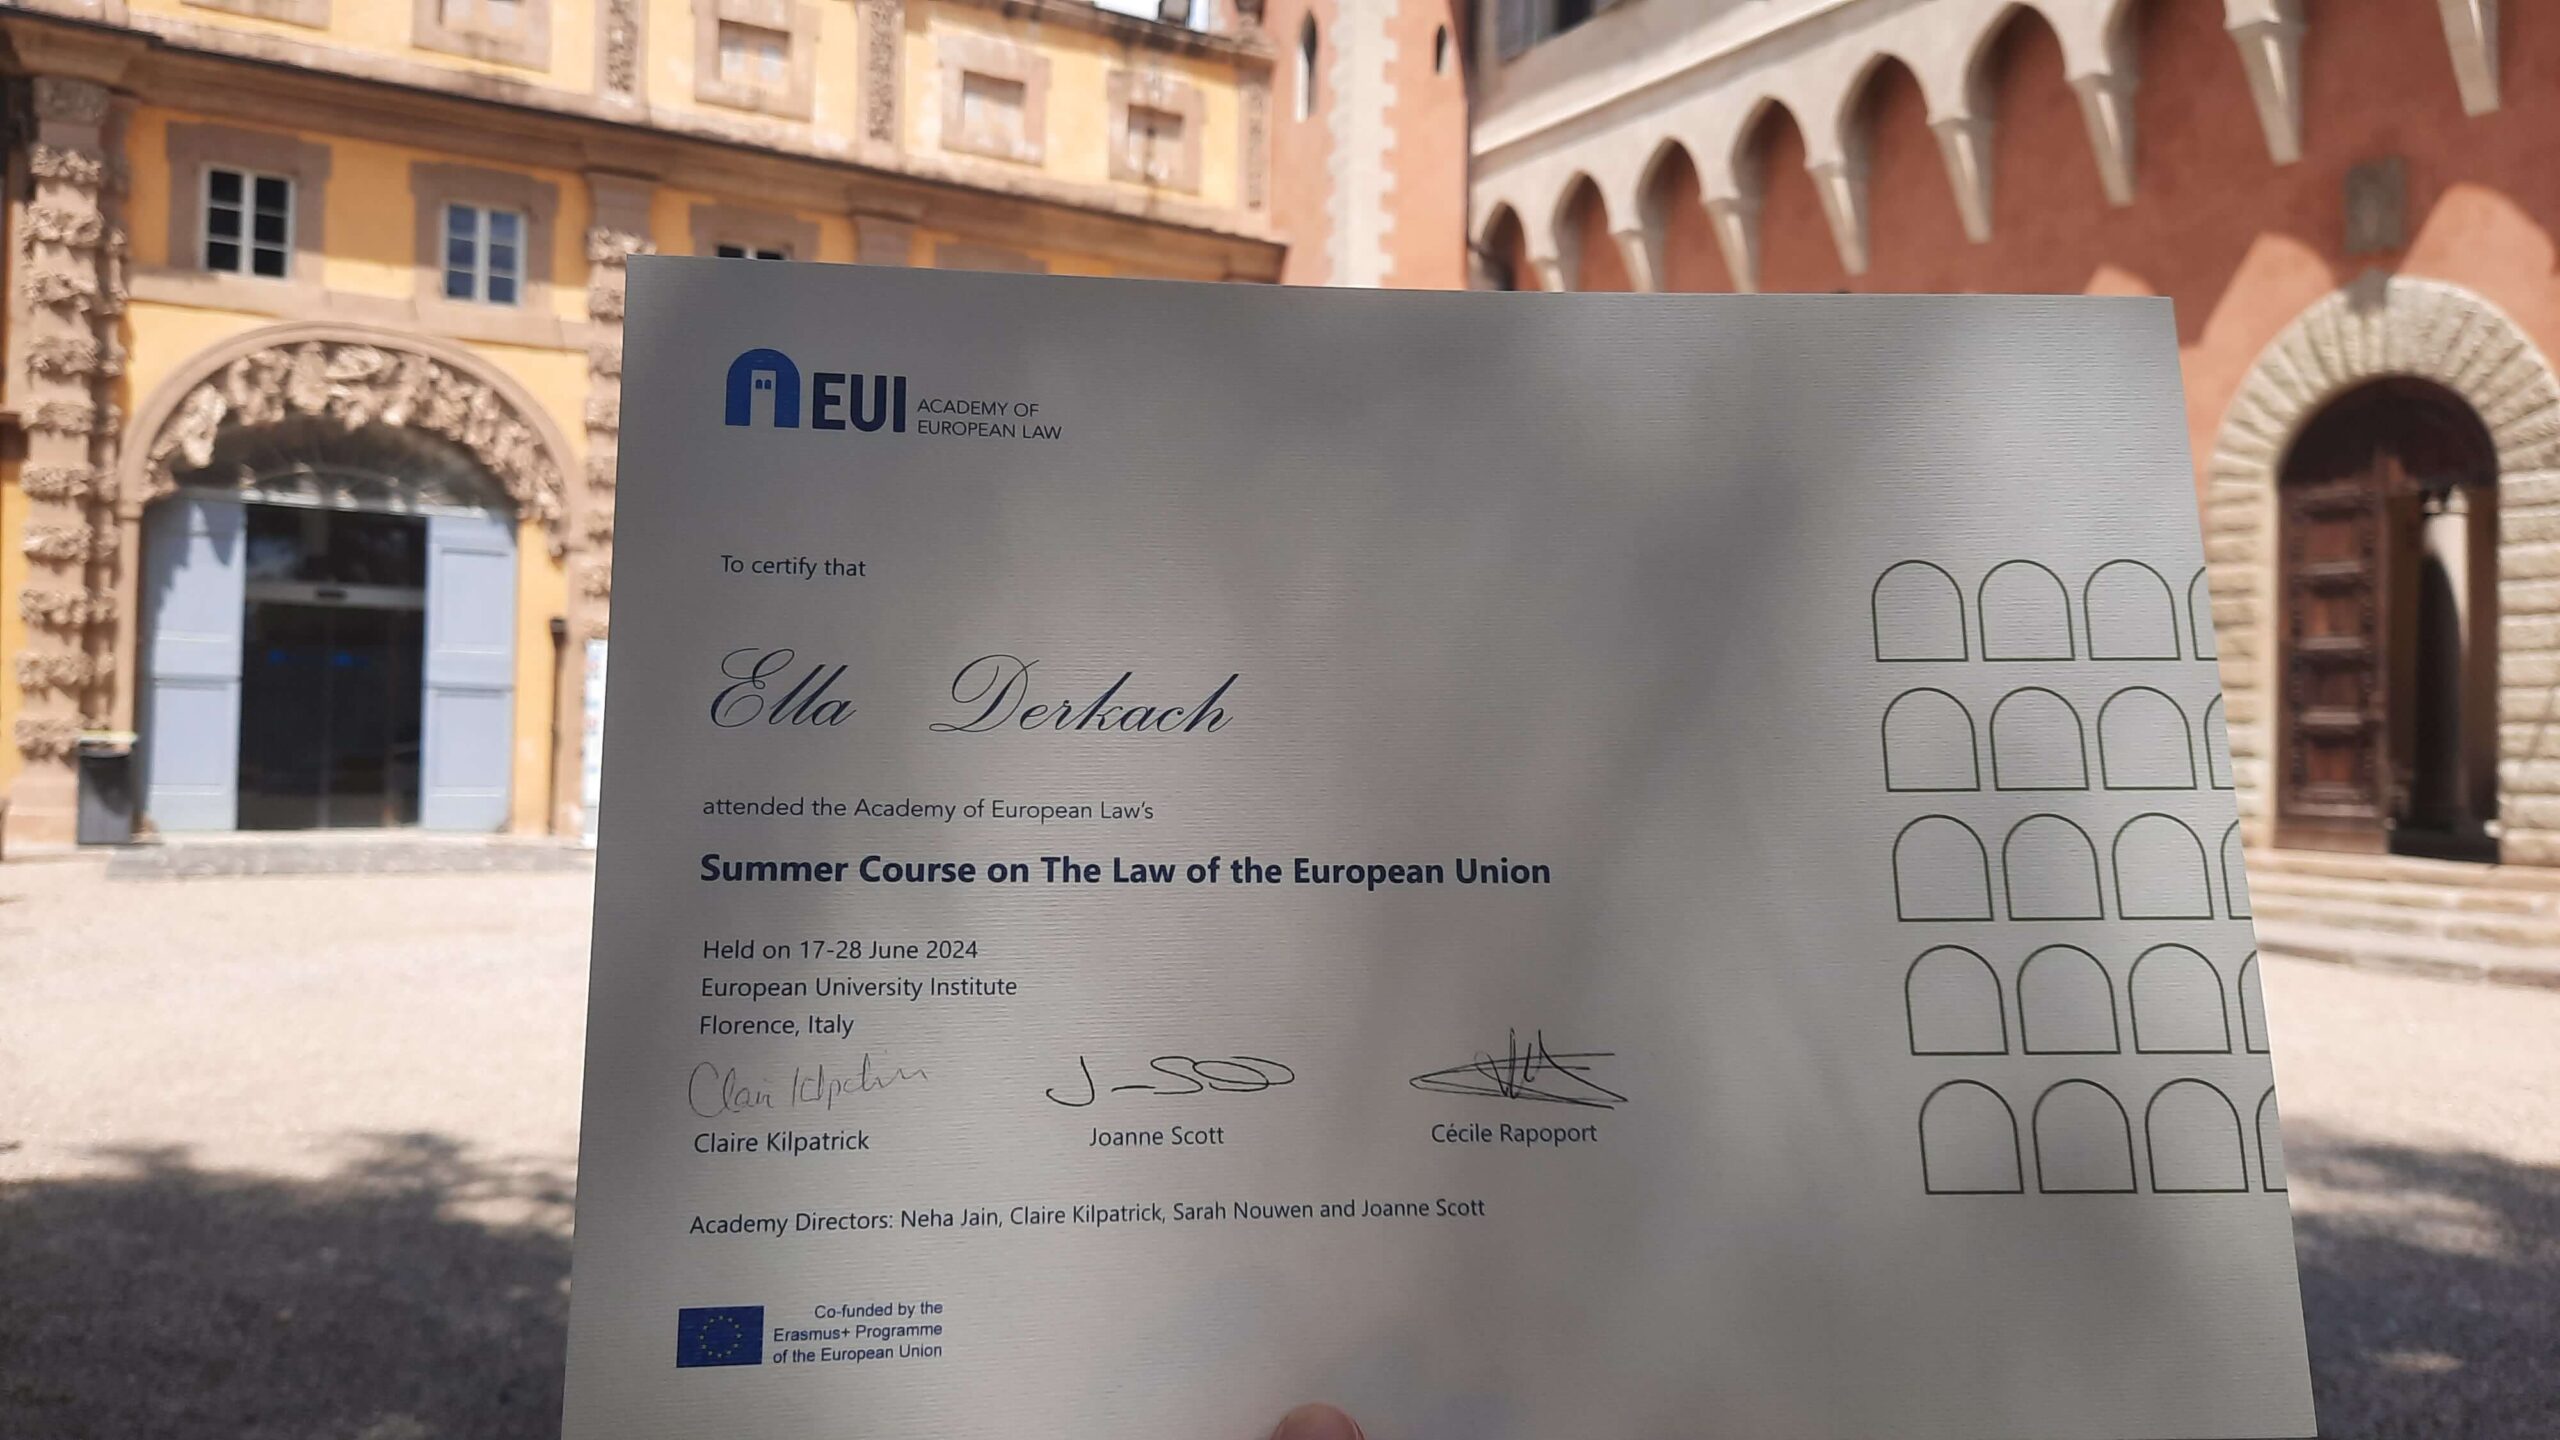 EUI ACADEMY OF
EUROPEAN LAW
To certify that
Ella Derkach
attended the Academy of European Law's
Summer Course on The Law of the European Union
Held on 17-28 June 2024
European University Institute
Florence, Italy
Claire Kilpatrick
Joanne Scott
Cécile Rapoport
Academy Directors: Neha Jain, Claire Kilpatrick, Sarah Nouwen and Joanne Scott
Co-funded by the
Erasmus+ Programme
of the European Union